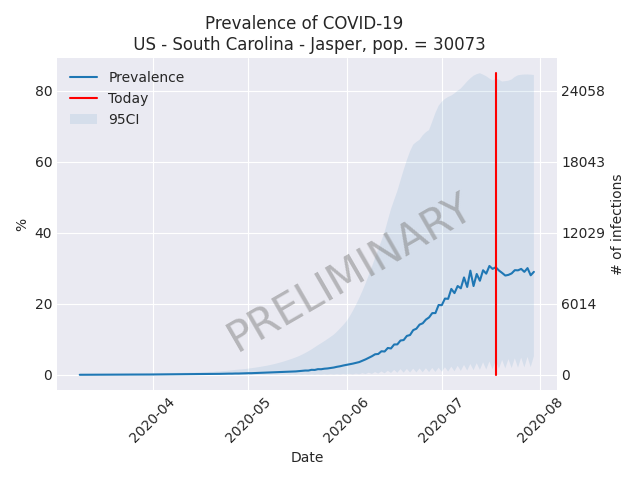 Prevalence of COVID-19
US - South Carolina - Jasper, pop. = 30073
Prevalence
Today
95CI
80
60
40
20
0
24058
18043
12029
6014
0
%
# of infections
PRELIMINARY
2020-04
2020-05
2020-06
2020-07
2020-08
Date